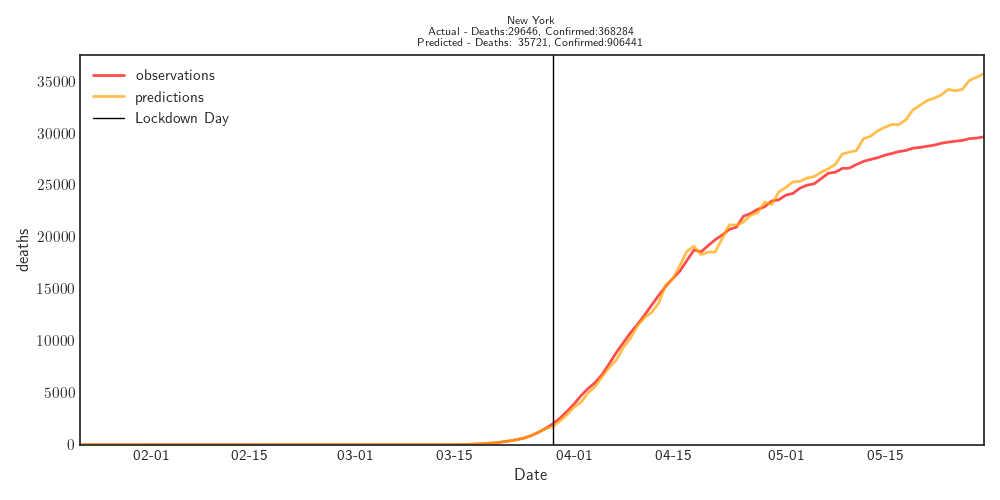 New York
Actual - Deaths:29646, Confirmed:368284
Predicted - Deaths: 35721, Confirmed:906441
observations
predictions
Lockdown Day
35000
30000
25000
20000
15000
10000
5000
0
deaths
02-01 02-15 03-01 03-15 04-01 04-15 05-01 05-15
Date